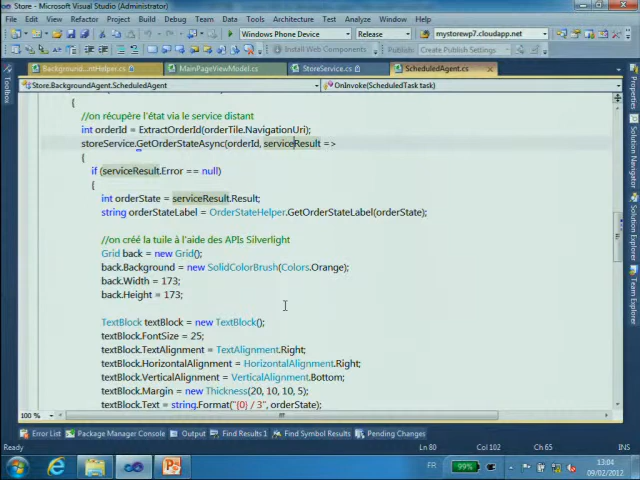 Store - Microsoft Visual Studio (Administrator)
File Edit View Refactor Project Build Debug Team Data Tools Architecture Test Analyze Window Help
Windows Phone Device Release mystorewp7.cloudapp.net
Install Web Components Publish: Create Publish Settings
MainPageViewModel.cs StoreService.cs ScheduledAgent.cs
Store.BackgroundAgent.ScheduledAgent OnInvoke(ScheduledTask task)
{
//on récupère l'état via le service distant
int orderId = ExtractOrderId(orderTile.NavigationUri);
storeService.GetOrderStateAsync(orderId, serviceResult =>
{
if (serviceResult.Error == null)
{
int orderState = serviceResult.Result;
string orderStateLabel = OrderStateHelper.GetOrderStateLabel(orderState);
//on créé la tuile à l'aide des APIs Silverlight
Grid back = new Grid();
back.Background = new SolidColorBrush(Colors.Orange);
back.Width = 173;
back.Height = 173;
TextBlock textBlock = new TextBlock();
textBlock.FontSize = 25;
textBlock.TextAlignment = TextAlignment.Right;
textBlock.HorizontalAlignment = HorizontalAlignment.Right;
textBlock.VerticalAlignment = VerticalAlignment.Bottom;
textBlock.Margin = new Thickness(20, 10, 10, 5);
textBlock.Text = string.Format("{0} / 3", orderState);
Toolbox
Properties
Solution Navigator
Solution Explorer
Team Explorer
100 %
Error List Package Manager Console Output Find Results 1 Find Symbol Results Pending Changes
Ready Ln 80 Col 102 Ch 65 INS
FR 99% 13:04
09/02/2012